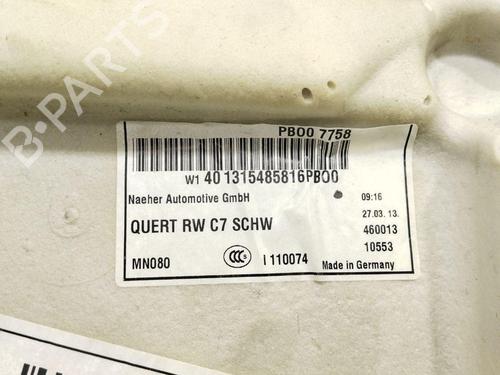 B-PARTS
PB00 7758
W1 40 1315485816PB00
Naeher Automotive GmbH 09:16
QUERT RW C7 SCHW 27. 03. 13.
460013
10553
MN080 CCC I 110074 Made in Germany